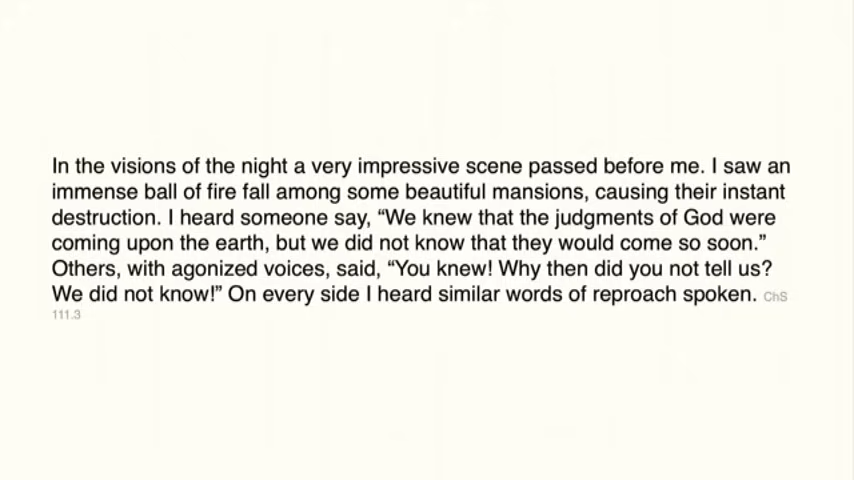 In the visions of the night a very impressive scene passed before me. I saw an
immense ball of fire fall among some beautiful mansions, causing their instant
destruction. I heard someone say, “We knew that the judgments of God were
coming upon the earth, but we did not know that they would come so soon.”
Others, with agonized voices, said, “You knew! Why then did you not tell us?
We did not know!” On every side I heard similar words of reproach spoken. ChS
111.3